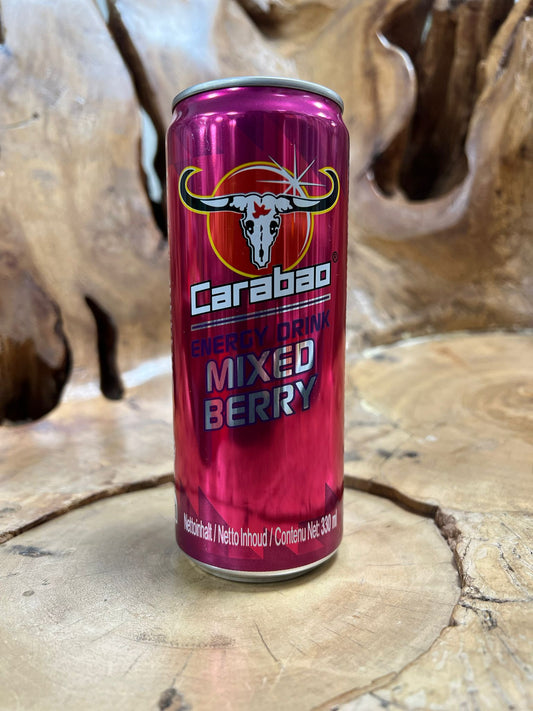 Carabao®
ENERGY DRINK
MIXED
BERRY
Nettoinhalt / Netto Inhoud / Contenu Net: 330 ml